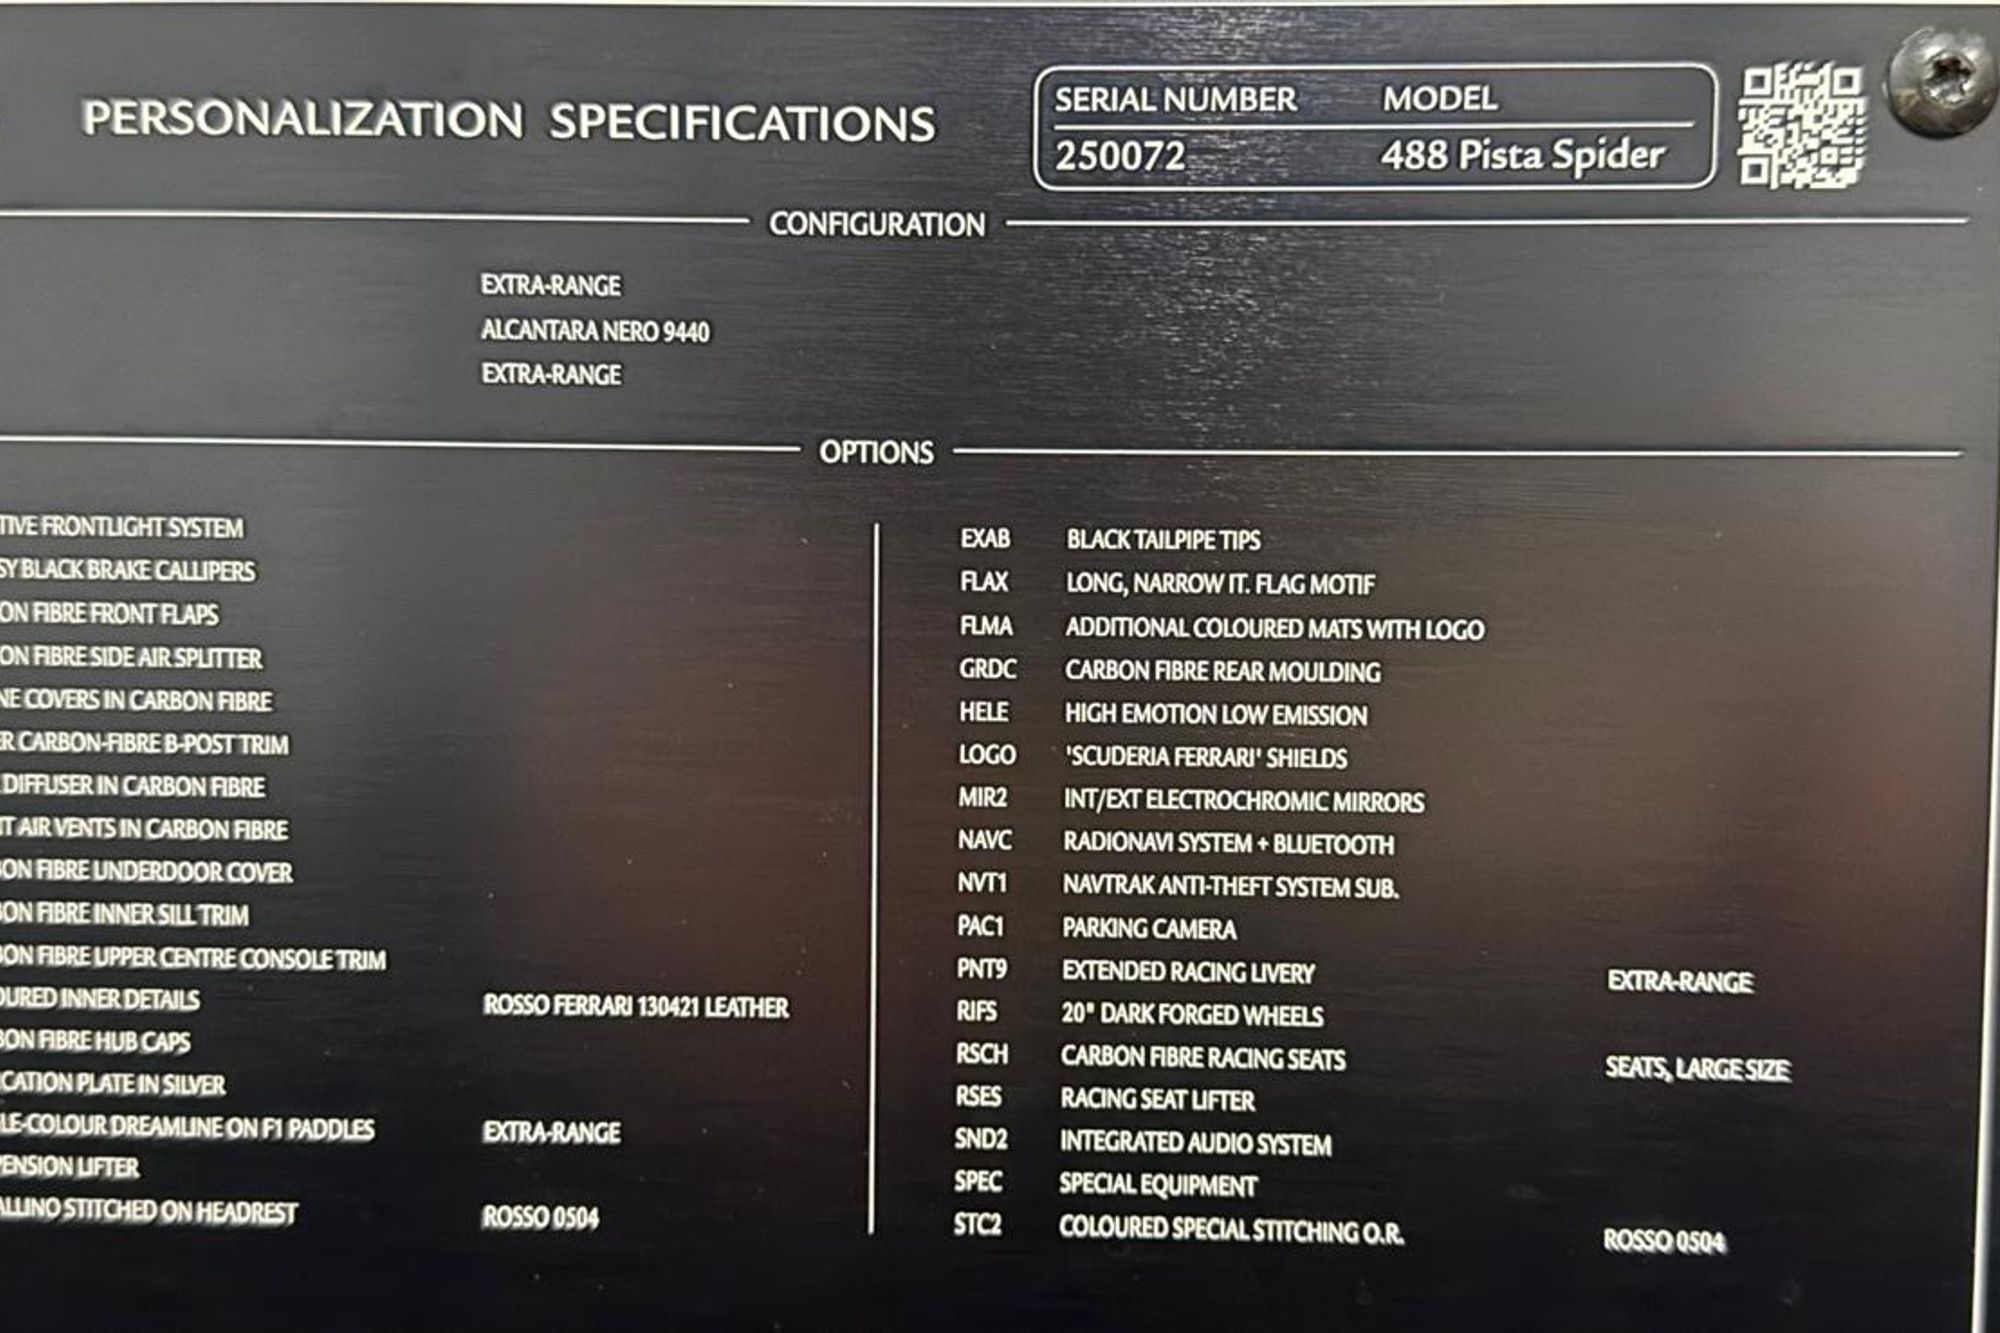 PERSONALIZATION SPECIFICATIONS
SERIAL NUMBER MODEL
250072 488 Pista Spider
CONFIGURATION
EXTRA-RANGE
ALCANTARA NERO 9440
EXTRA-RANGE
OPTIONS
TIVE FRONTLIGHT SYSTEM
SY BLACK BRAKE CALLIPERS
ON FIBRE FRONT FLAPS
ON FIBRE SIDE AIR SPLITTER
NE COVERS IN CARBON FIBRE
ER CARBON-FIBRE B-POST TRIM
DIFFUSER IN CARBON FIBRE
T AIR VENTS IN CARBON FIBRE
ON FIBRE UNDERDOOR COVER
BON FIBRE INNER SILL TRIM
BON FIBRE UPPER CENTRE CONSOLE TRIM
OURED INNER DETAILS ROSSO FERRARI 130421 LEATHER
BON FIBRE HUB CAPS
ICATION PLATE IN SILVER
LE-COLOUR DREAMLINE ON F1 PADDLES EXTRA-RANGE
PENSION LIFTER
ALLINO STITCHED ON HEADREST ROSSO 0504
EXAB BLACK TAILPIPE TIPS
FLAX LONG, NARROW IT. FLAG MOTIF
FLMA ADDITIONAL COLOURED MATS WITH LOGO
GRDC CARBON FIBRE REAR MOULDING
HELE HIGH EMOTION LOW EMISSION
LOGO 'SCUDERIA FERRARI' SHIELDS
MIR2 INT/EXT ELECTROCHROMIC MIRRORS
NAVC RADIONAVI SYSTEM + BLUETOOTH
NVT1 NAVTRAK ANTI-THEFT SYSTEM SUB.
PAC1 PARKING CAMERA
PNT9 EXTENDED RACING LIVERY EXTRA-RANGE
RIFS 20" DARK FORGED WHEELS
RSCH CARBON FIBRE RACING SEATS SEATS, LARGE SIZE
RSES RACING SEAT LIFTER
SND2 INTEGRATED AUDIO SYSTEM
SPEC SPECIAL EQUIPMENT
STC2 COLOURED SPECIAL STITCHING O.R. ROSSO 0504